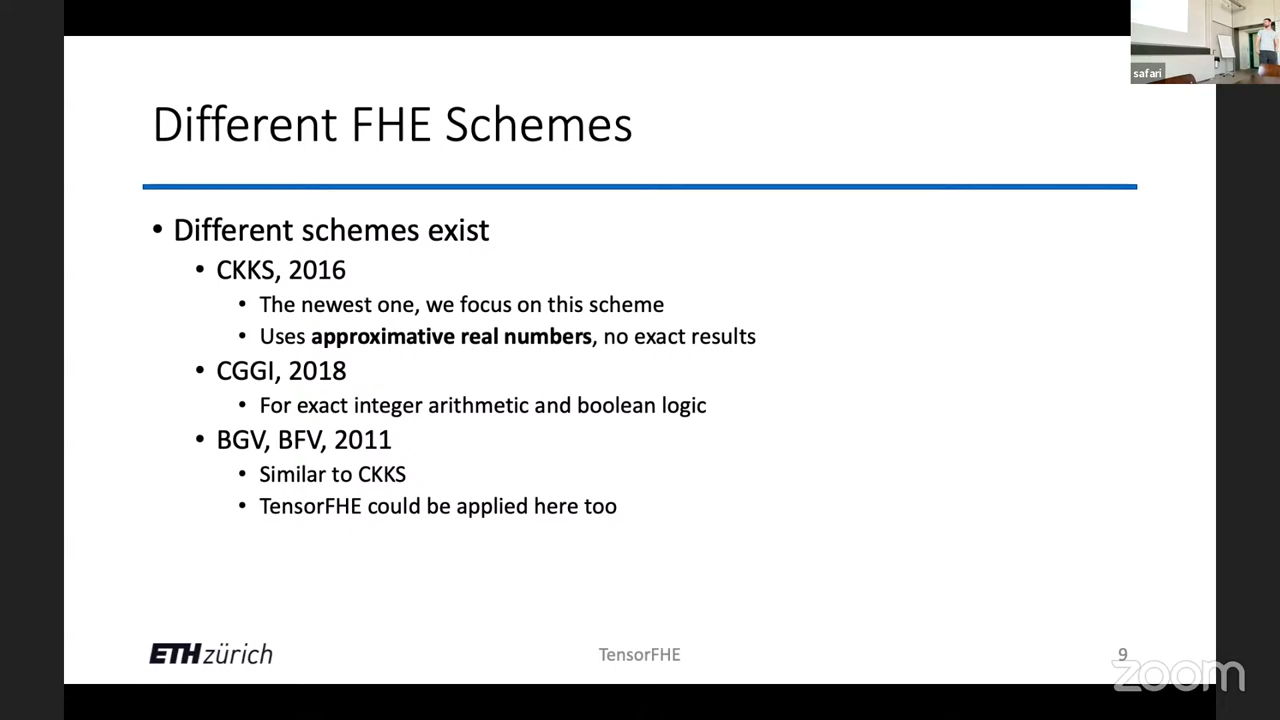 safari
Different FHE Schemes
• Different schemes exist
• CKKS, 2016
• The newest one, we focus on this scheme
• Uses approximative real numbers, no exact results
• CGGI, 2018
• For exact integer arithmetic and boolean logic
• BGV, BFV, 2011
• Similar to CKKS
• TensorFHE could be applied here too
ETH zürich
TensorFHE
9
zoom